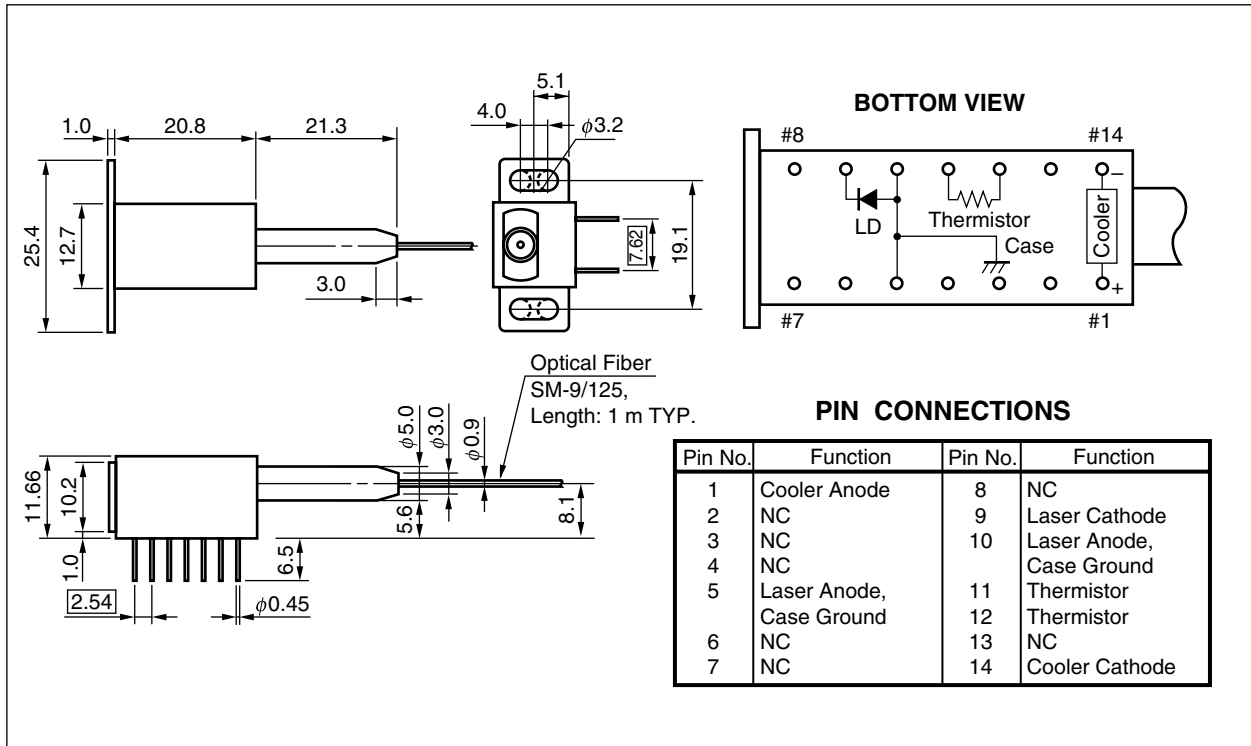 1.0
20.8
21.3
25.4
12.7
3.0
5.1
4.0
φ3.2
7.62
19.1
BOTTOM VIEW
#8
#14
LD
Thermistor
Case
Cooler
–
+
#7
#1
Optical Fiber
SM-9/125,
Length: 1 m TYP.
11.66
10.2
1.0
2.54
6.5
φ0.45
φ5.0
φ3.0
φ0.9
5.6
8.1
PIN CONNECTIONS
Pin No. Function Pin No. Function
1 Cooler Anode 8 NC
2 NC 9 Laser Cathode
3 NC 10 Laser Anode,
4 NC Case Ground
5 Laser Anode, 11 Thermistor
Case Ground 12 Thermistor
6 NC 13 NC
7 NC 14 Cooler Cathode